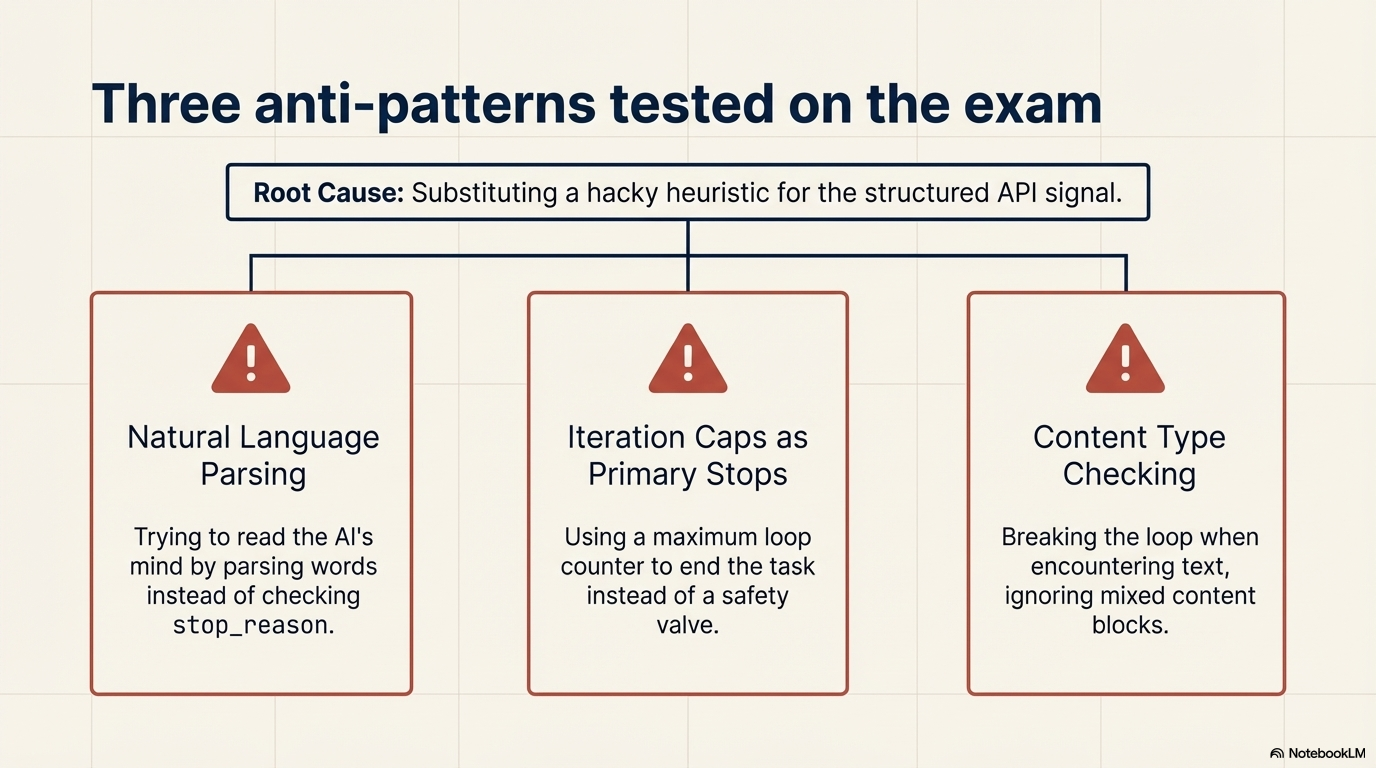 Three anti-patterns tested on the exam
Root Cause: Substituting a hacky heuristic for the structured API signal.
Natural Language
Parsing
Trying to read the AI's
mind by parsing words
instead of checking
stop_reason.
Iteration Caps as
Primary Stops
Using a maximum loop
counter to end the task
instead of a safety
valve.
Content Type
Checking
Breaking the loop when
encountering text,
ignoring mixed content
blocks.
NotebookLM